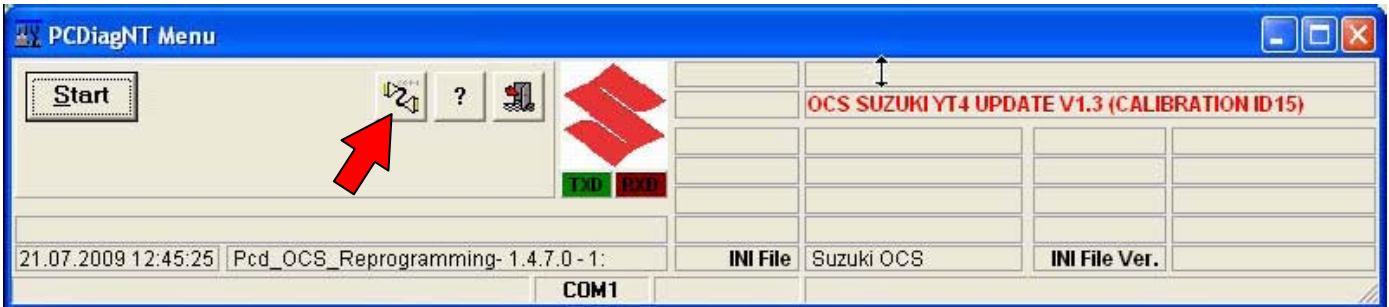 PCDiagNT Menu
Start
?
OCS SUZUKI YT4 UPDATE V1.3 (CALIBRATION ID15)
TXD RXD
21.07.2009 12:45:25 Pcd_OCS_Reprogramming- 1.4.7.0 - 1: INI File Suzuki OCS INI File Ver.
COM1